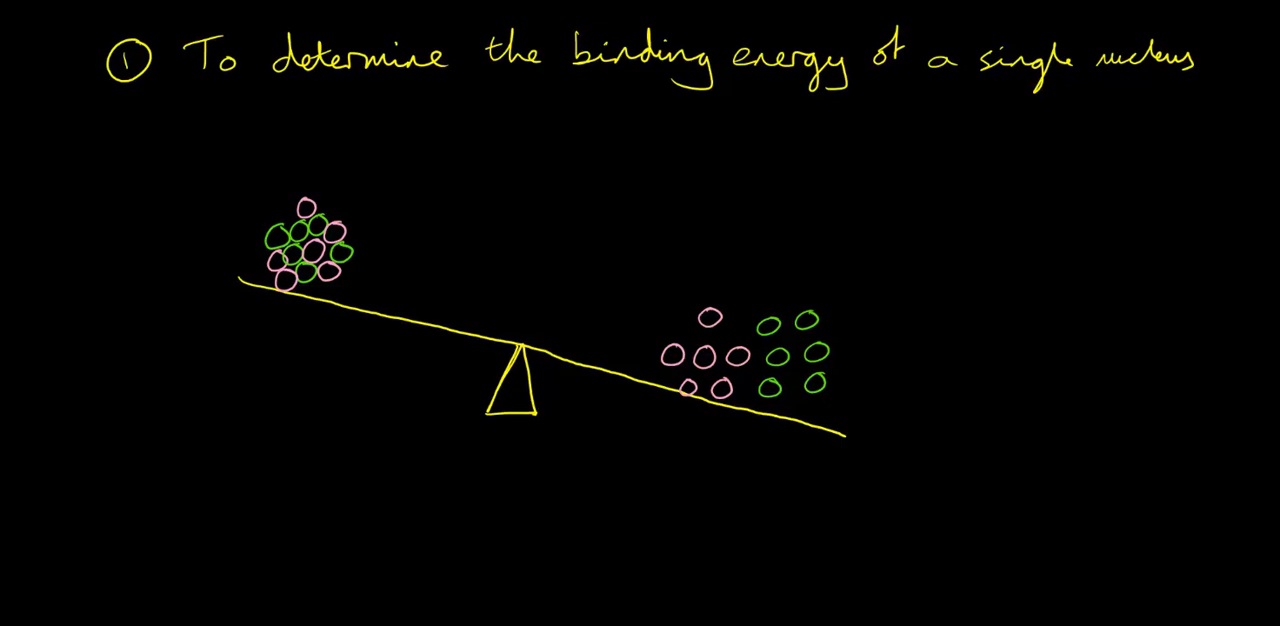 ① To determine the binding energy of a single nucleus